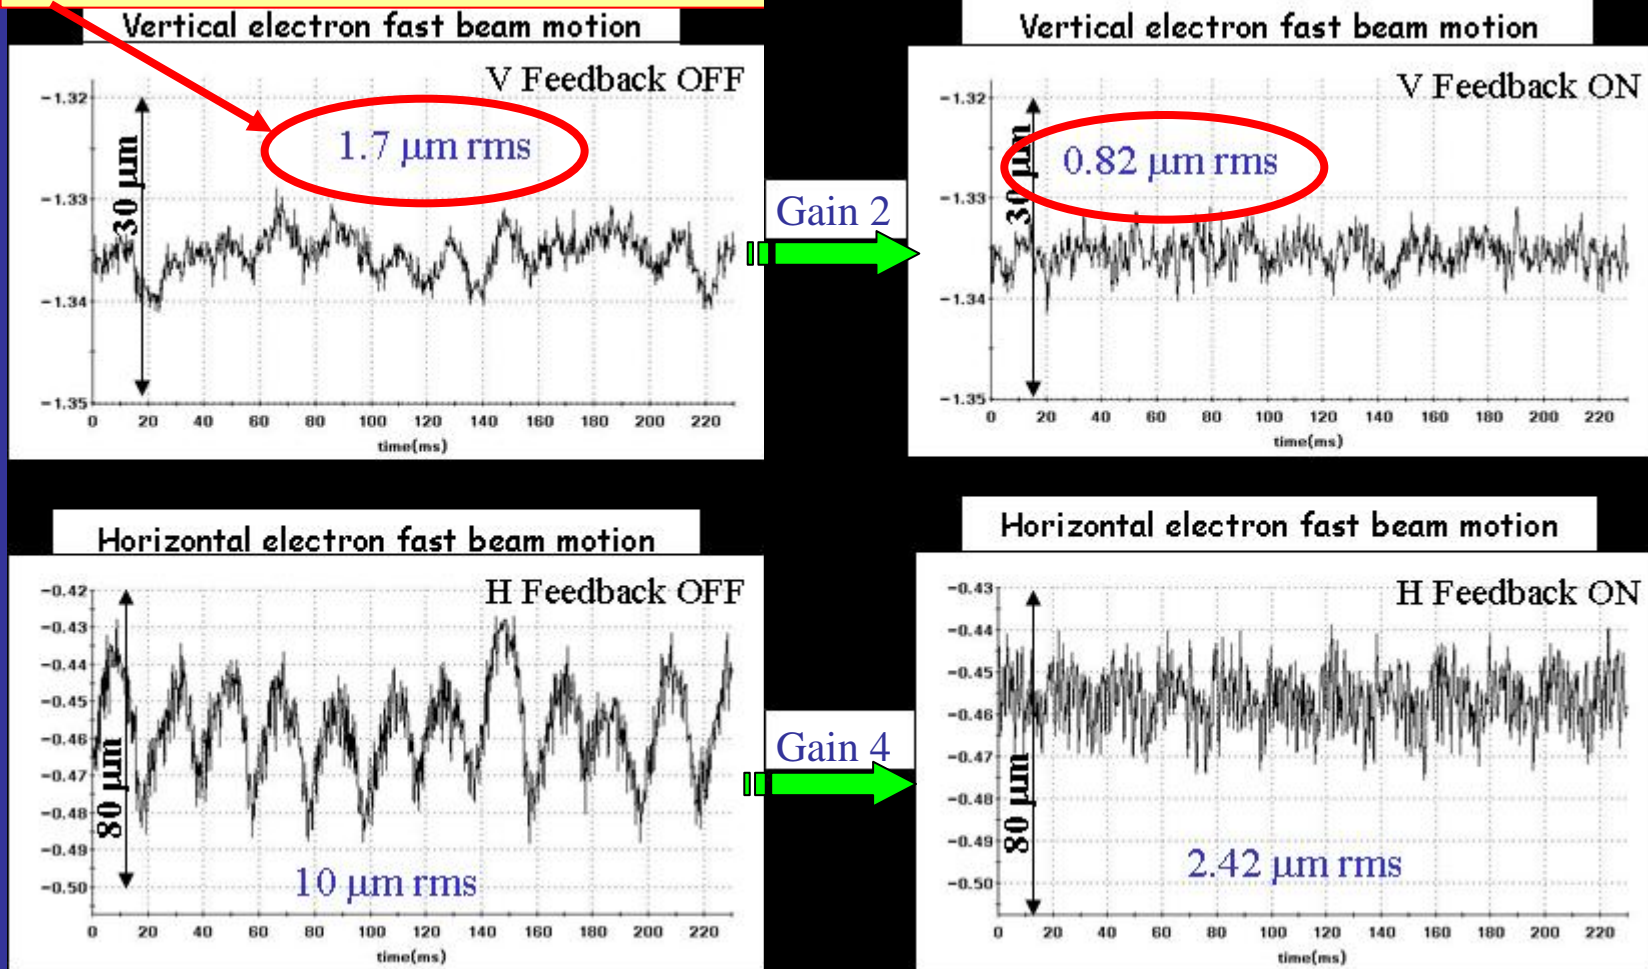 Vertical electron fast beam motion
V Feedback OFF
-1.32
-1.33
-1.34
-1.35
30 µm
1.7 µm rms
0 20 40 60 80 100 120 140 160 180 200 220
time(ms)
Gain 2
Vertical electron fast beam motion
V Feedback ON
-1.32
-1.33
-1.34
-1.35
30 µm
0.82 µm rms
0 20 40 60 80 100 120 140 160 180 200 220
time(ms)
Horizontal electron fast beam motion
H Feedback OFF
-0.42
-0.43
-0.44
-0.45
-0.46
-0.47
-0.48
-0.49
-0.50
80 µm
10 µm rms
0 20 40 60 80 100 120 140 160 180 200 220
time(ms)
Gain 4
Horizontal electron fast beam motion
H Feedback ON
-0.43
-0.44
-0.45
-0.46
-0.47
-0.48
-0.49
-0.50
80 µm
2.42 µm rms
0 20 40 60 80 100 120 140 160 180 200 220
time(ms)